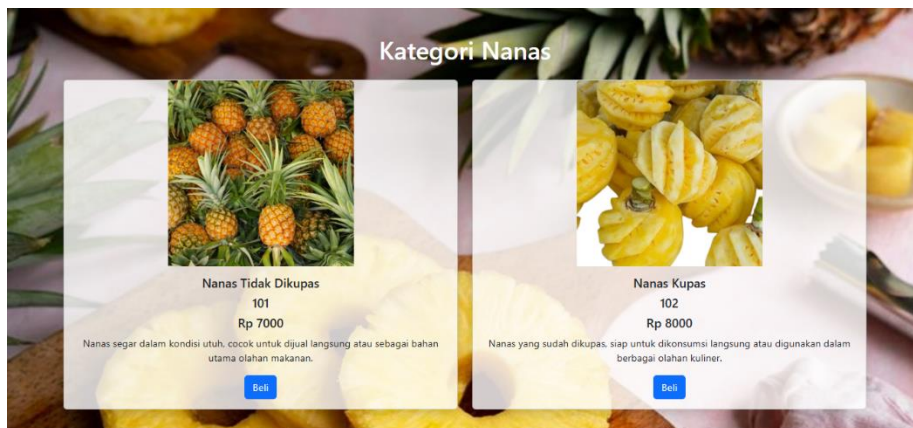 Kategori Nanas
Nanas Tidak Dikupas
101
Rp 7000
Nanas segar dalam kondisi utuh, cocok untuk dijual langsung atau sebagai bahan
utama olahan makanan.
Beli
Nanas Kupas
102
Rp 8000
Nanas yang sudah dikupas, siap untuk dikonsumsi langsung atau digunakan dalam
berbagai olahan kuliner.
Beli